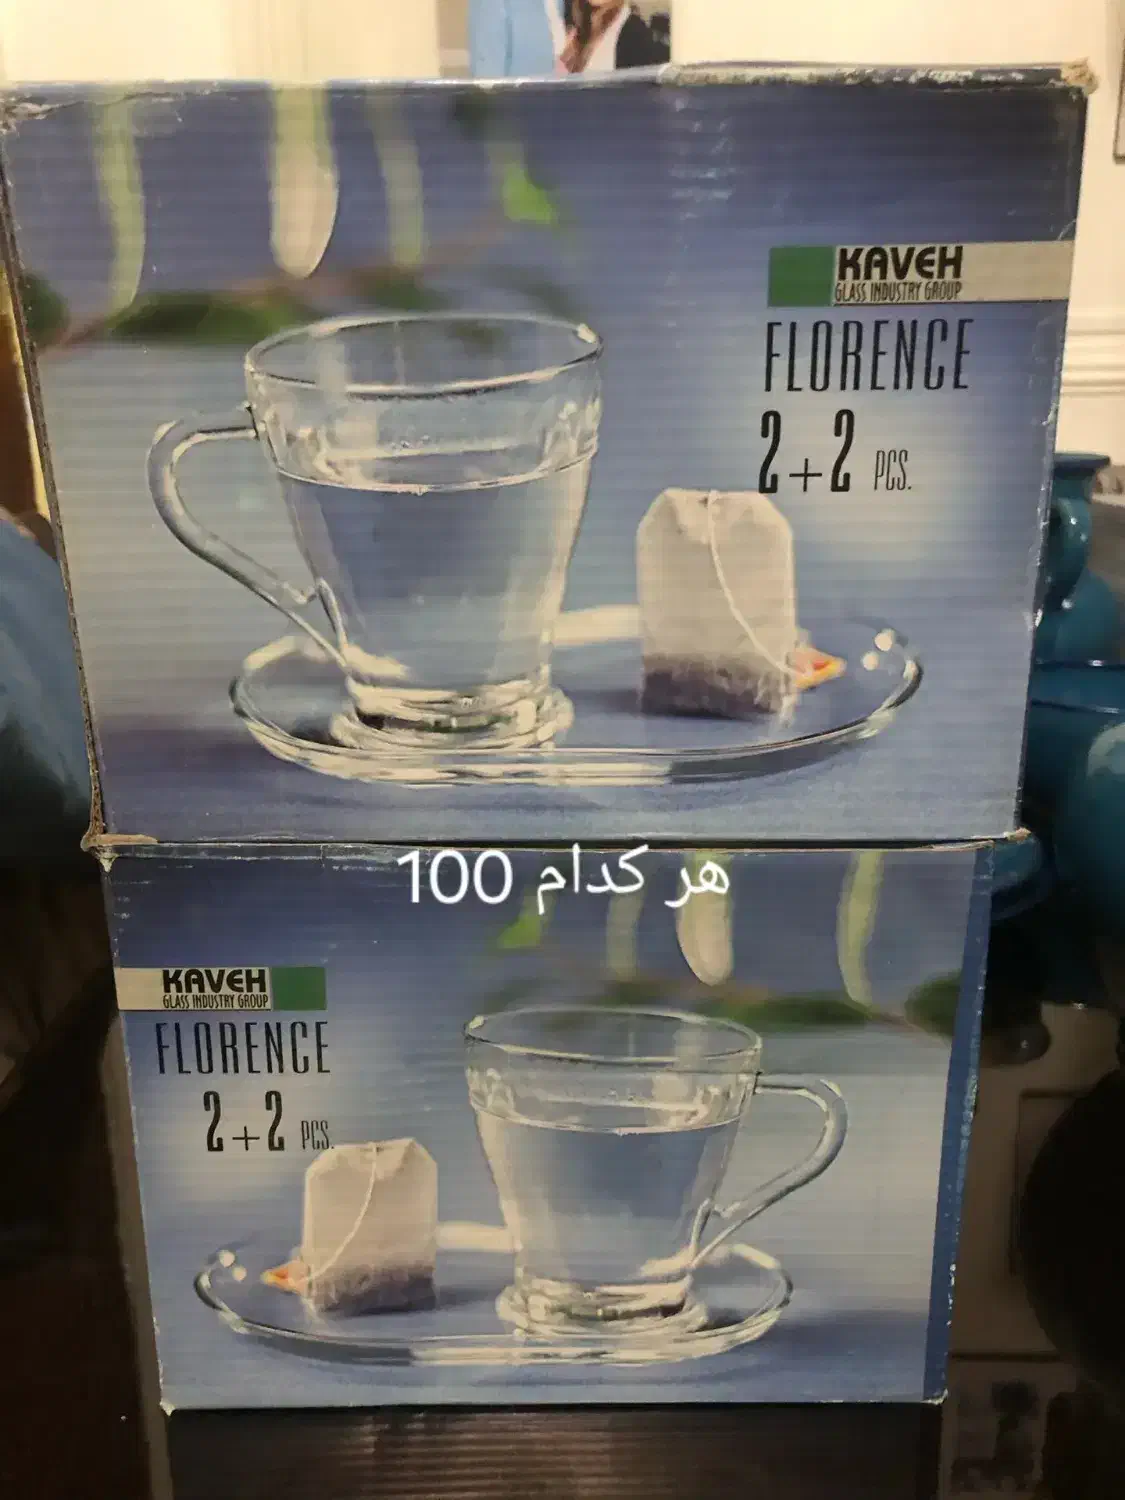 KAVEH
GLASS INDUSTRY GROUP
FLORENCE
2+2 PCS.
هر کدام 100
KAVEH
GLASS INDUSTRY GROUP
FLORENCE
2+2 PCS.